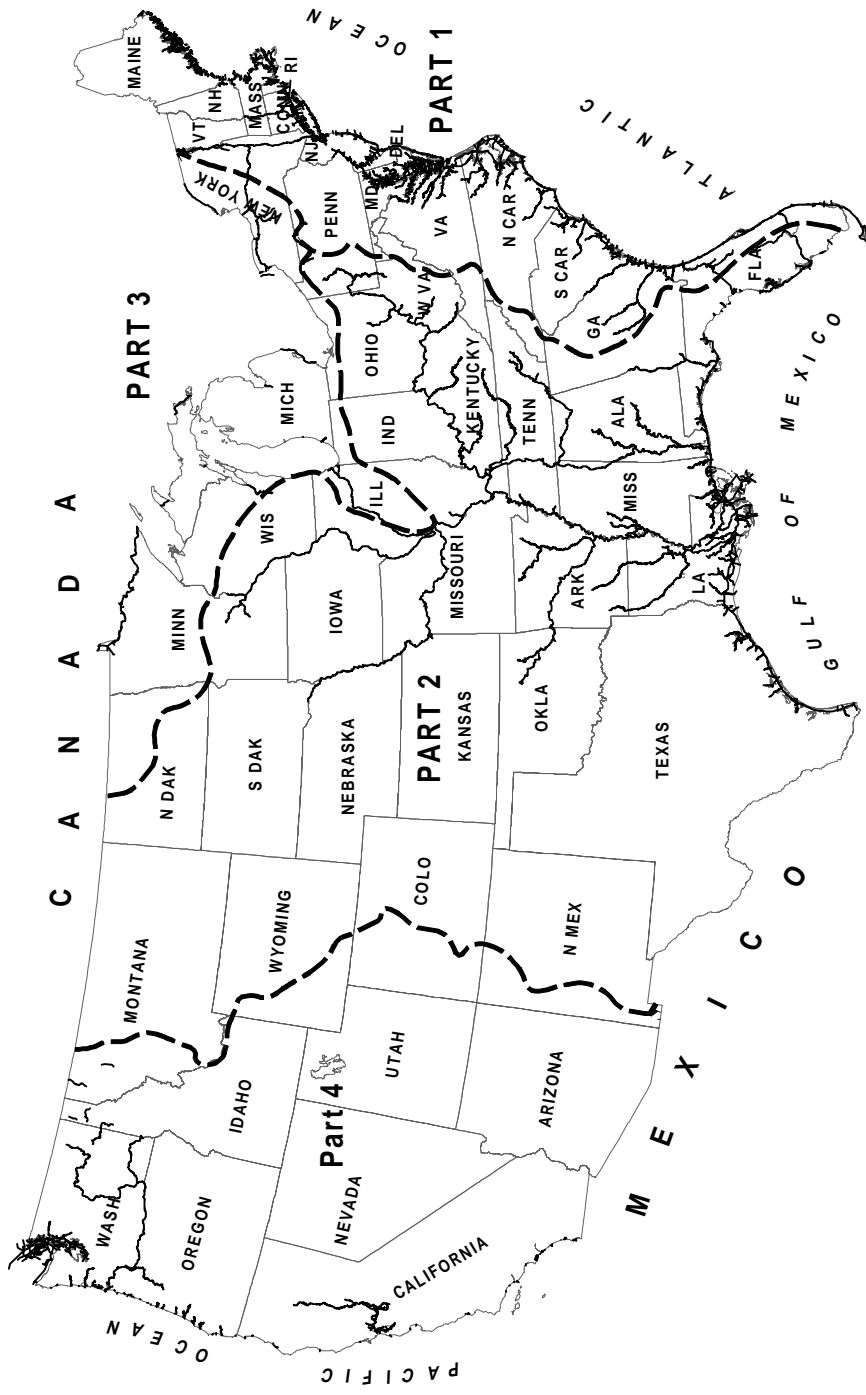 CANADA
PART 3
MAINE
VT
NH
MASS
CONN
RI
NEW YORK
NJ
PENN
MD
DEL
PART 1
ATLANTIC
OCEAN
WASH
MONTANA
N DAK
MINN
WIS
MICH
OREGON
IDAHO
WYOMING
S DAK
IOWA
ILL
IND
OHIO
W VA
VA
Part 4
NEVADA
UTAH
COLO
NEBRASKA
PART 2
KANSAS
MISSOURI
KENTUCKY
N CAR
TENN
S CAR
CALIFORNIA
ARIZONA
N MEX
OKLA
ARK
MISS
ALA
GA
TEXAS
LA
FLA
PACIFIC
OCEAN
MEXICO
GULF OF MEXICO